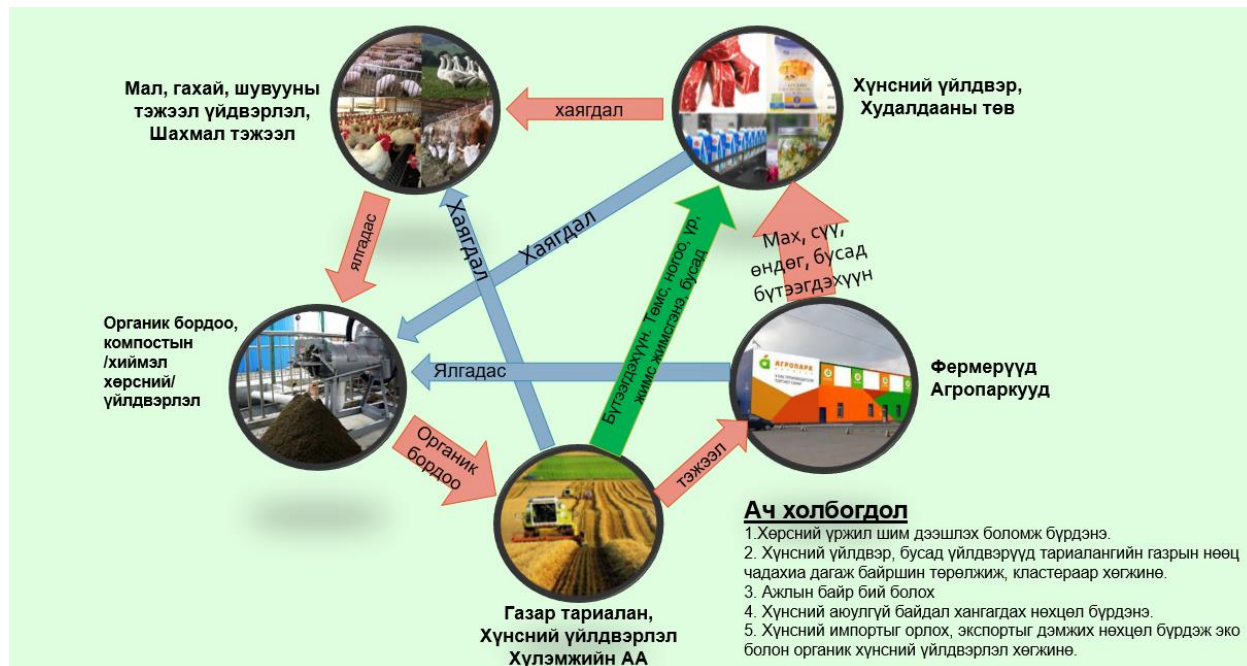 Мал, гахай, шувууны
тэжээл үйдвэрлэл,
Шахмал тэжээл
хаягдал
Хүнсний үйлдвэр,
Худалдааны төв
ялгадас
Хаягдал
Хаягдал
Бүтээгдэхүүн. Төмс, ногоо, үр,
жимс жимсгэнэ, бусад
Мах, сүү,
өндөг, бусад
бүтээгдэхүүн
Органик бордоо,
компостын
/хиймэл
хөрсний/
үйлдвэрлэл
Ялгадас
АГРОПАРК
Фермерүүд
Агропаркууд
Органик
бордоо
тэжээл
Газар тариалан,
Хүнсний үйлдвэрлэл
Хүлэмжийн АА
Ач холбогдол
1.Хөрсний үржил шим дээшлэх боломж бүрдэнэ.
2. Хүнсний үйлдвэр, бусад үйлдвэрүүд тариалангийн газрын нөөц
чадахиа дагаж байршин төрөлжиж, кластераар хөгжинө.
3. Ажлын байр бий болох
4. Хүнсний аюулгүй байдал хангагдах нөхцөл бүрдэнэ.
5. Хүнсний импортыг орлох, экспортыг дэмжих нөхцөл бүрдэж эко
болон органик хүнсний үйлдвэрлэл хөгжинө.